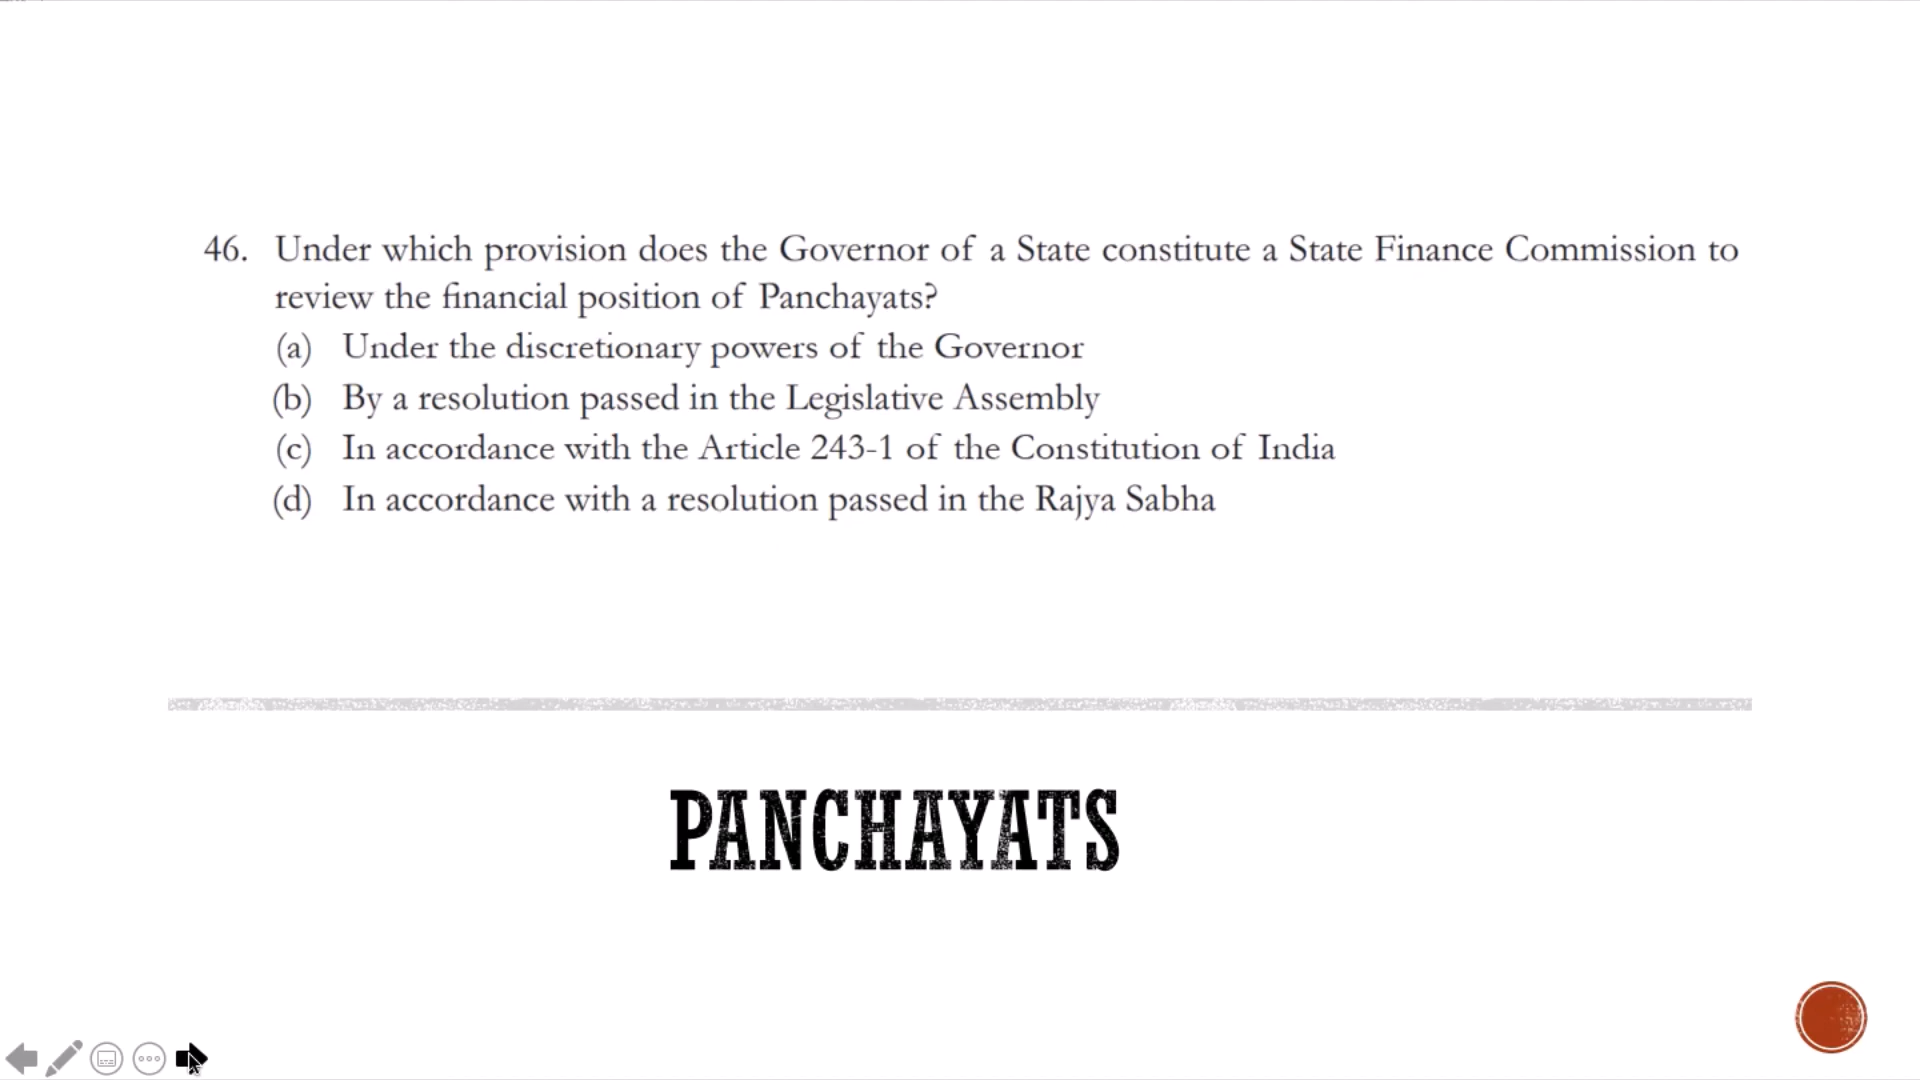 46. Under which provision does the Governor of a State constitute a State Finance Commission to
review the financial position of Panchayats?
(a) Under the discretionary powers of the Governor
(b) By a resolution passed in the Legislative Assembly
(c) In accordance with the Article 243-1 of the Constitution of India
(d) In accordance with a resolution passed in the Rajya Sabha
PANCHAYATS